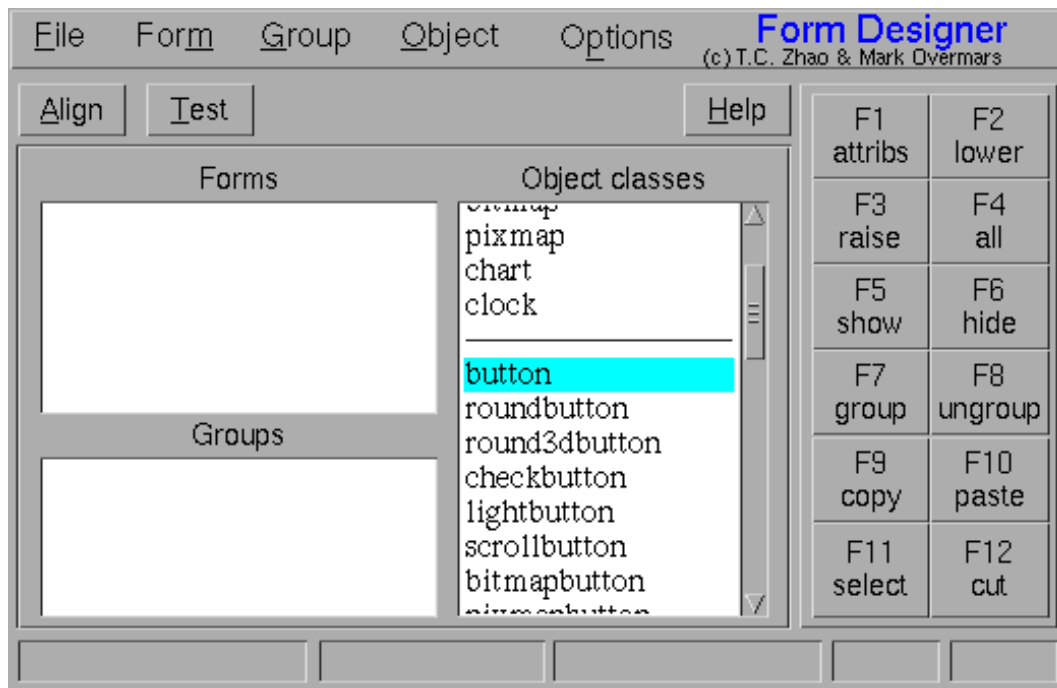 File Form Group Object Options
Form Designer
(c) T.C. Zhao & Mark Overmars
Align Test Help
Forms
Groups
Object classes
bitmap
pixmap
chart
clock
button
roundbutton
round3dbutton
checkbutton
lightbutton
scrollbutton
bitmapbutton
pixmapbutton
F1
attribs
F2
lower
F3
raise
F4
all
F5
show
F6
hide
F7
group
F8
ungroup
F9
copy
F10
paste
F11
select
F12
cut